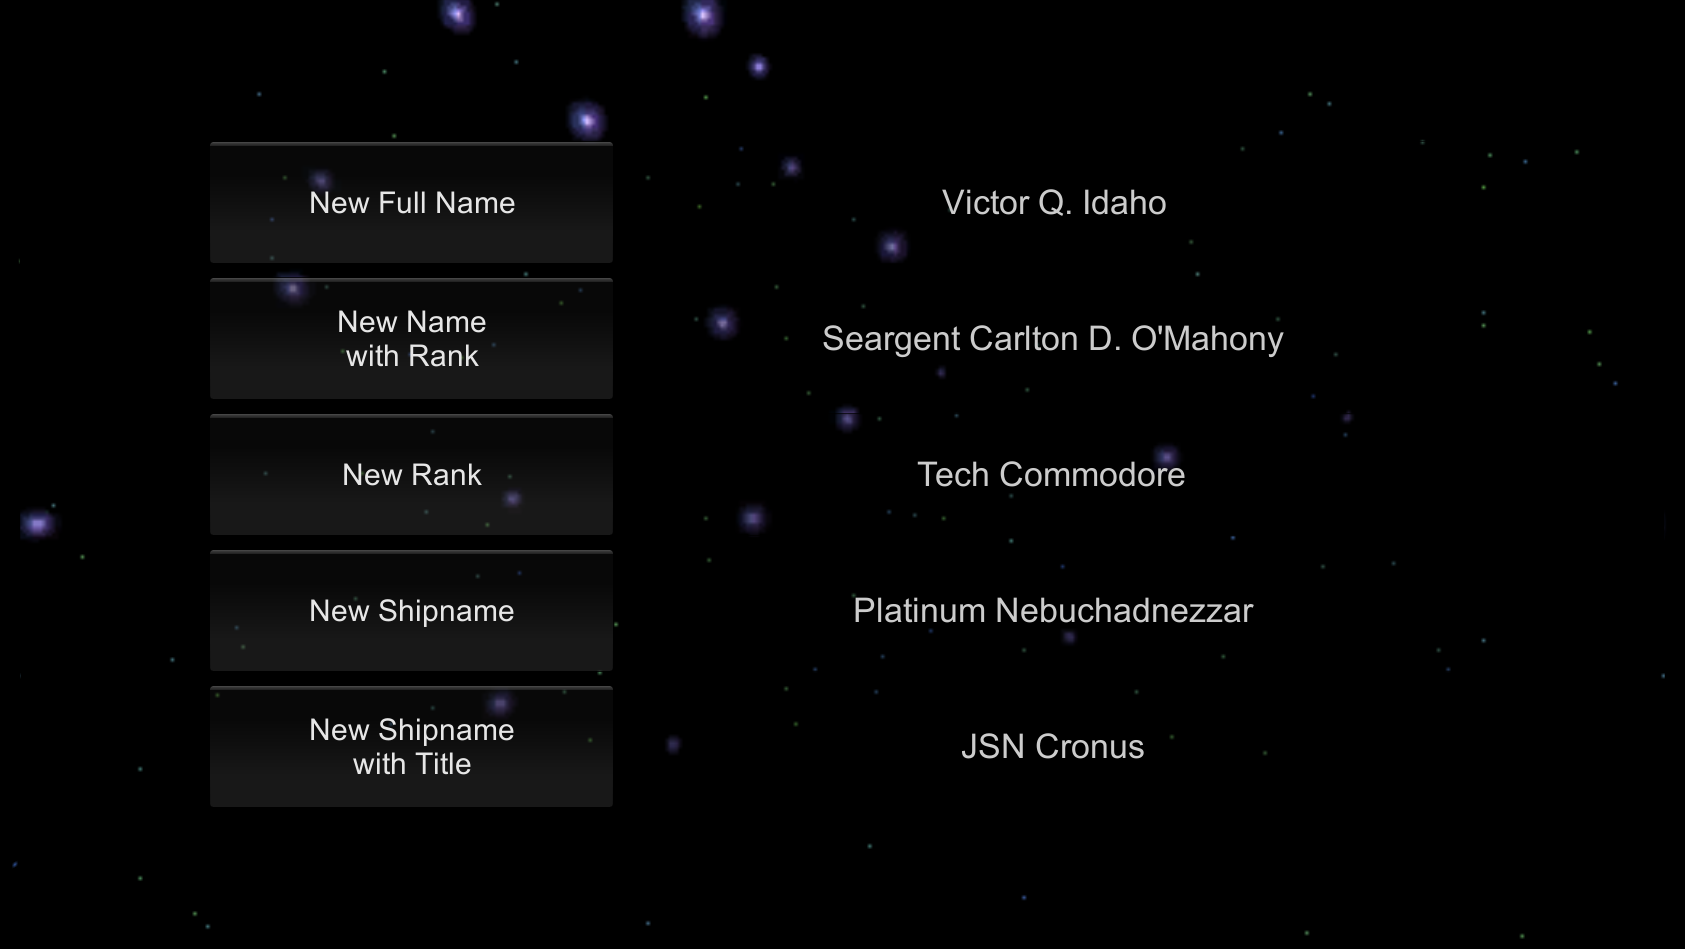 New Full Name
Victor Q. Idaho
New Name
with Rank
Seargent Carlton D. O'Mahony
New Rank
Tech Commodore
New Shipname
Platinum Nebuchadnezzar
New Shipname
with Title
JSN Cronus